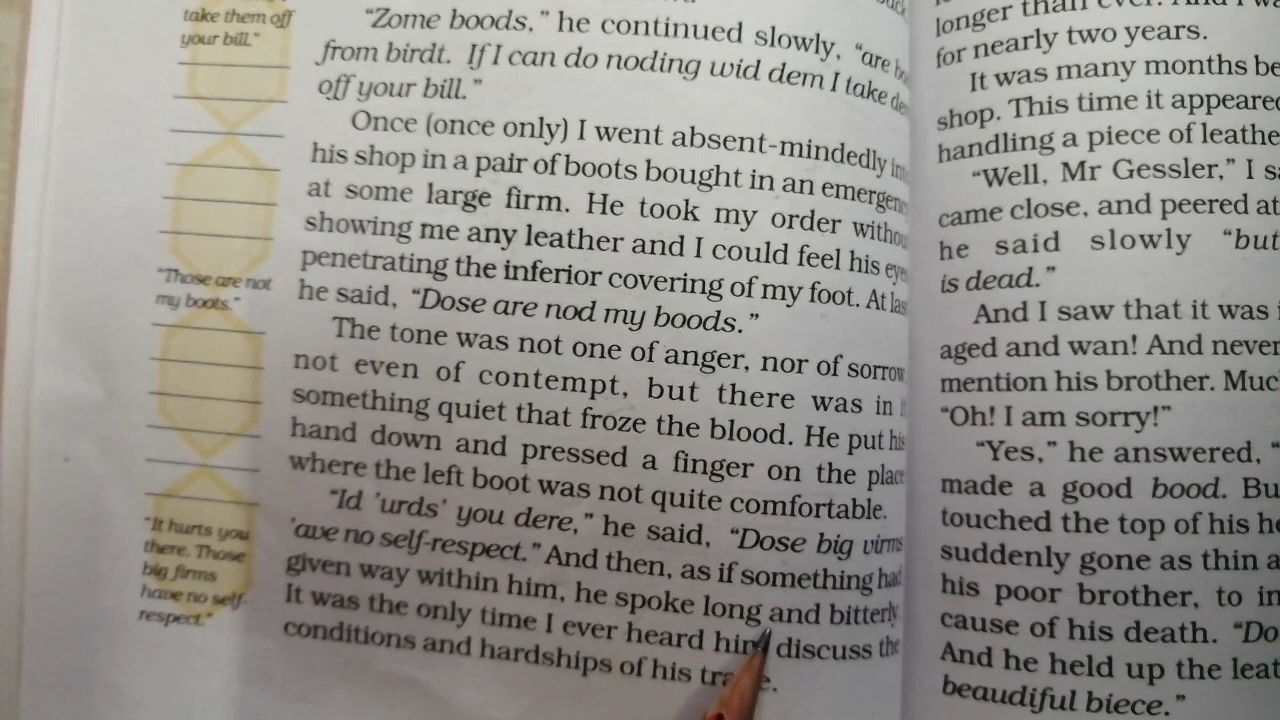 take them off
your bill."
"Those are not
my boots."
"It hurts you
there. Those
big firms
have no self-
respect."
"Zome boods," he continued slowly, "are
from birdt. If I can do noding wid dem I take
off your bill."
Once (once only) I went absent-mindedly
his shop in a pair of boots bought in an
at some large firm. He took my order
showing me any leather and I could feel his
penetrating the inferior covering of my foot. At
he said, "Dose are nod my boods."
The tone was not one of anger, nor of sorrow
not even of contempt, but there was in
something quiet that froze the blood. He put his
hand down and pressed a finger on the
where the left boot was not quite comfortable.
"Id 'urds' you dere," he said, "Dose big virms
'ave no self-respect." And then, as if something had
given way within him, he spoke long and bitterly.
It was the only time I ever heard him discuss the
conditions and hardships of his
longer than ever. And I
for nearly two years.
It was many months
shop. This time it appeared
handling a piece of
"Well, Mr Gessler," I
came close, and peered at
he said slowly "but
is dead."
And I saw that it was
aged and wan! And never
mention his brother.
"Oh! I am sorry!"
"Yes," he answered, "
made a good bood.
touched the top of his
suddenly gone as thin
his poor brother, to
cause of his death. "Do
And he held up the
beaudiful biece."